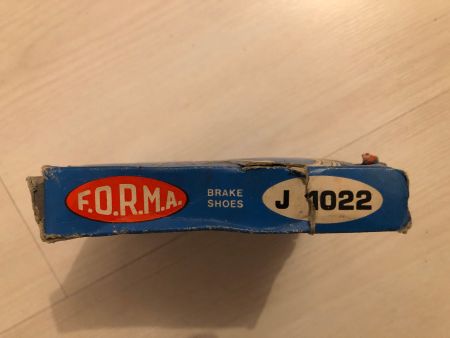 F.O.R.M.A.
BRAKE
SHOES
J 1022